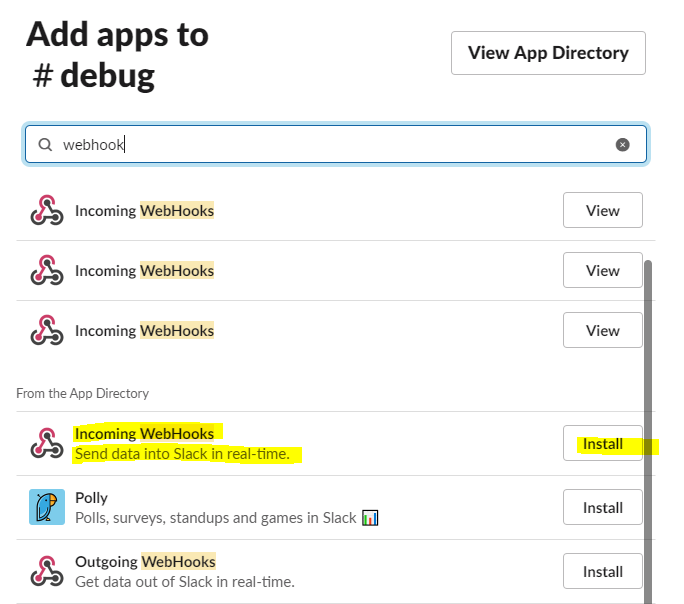 Add apps to
# debug
View App Directory
webhook
Incoming WebHooks
View
Incoming WebHooks
View
Incoming WebHooks
View
From the App Directory
Incoming WebHooks
Send data into Slack in real-time.
Install
Polly
Polls, surveys, standups and games in Slack 📊
Install
Outgoing WebHooks
Get data out of Slack in real-time.
Install